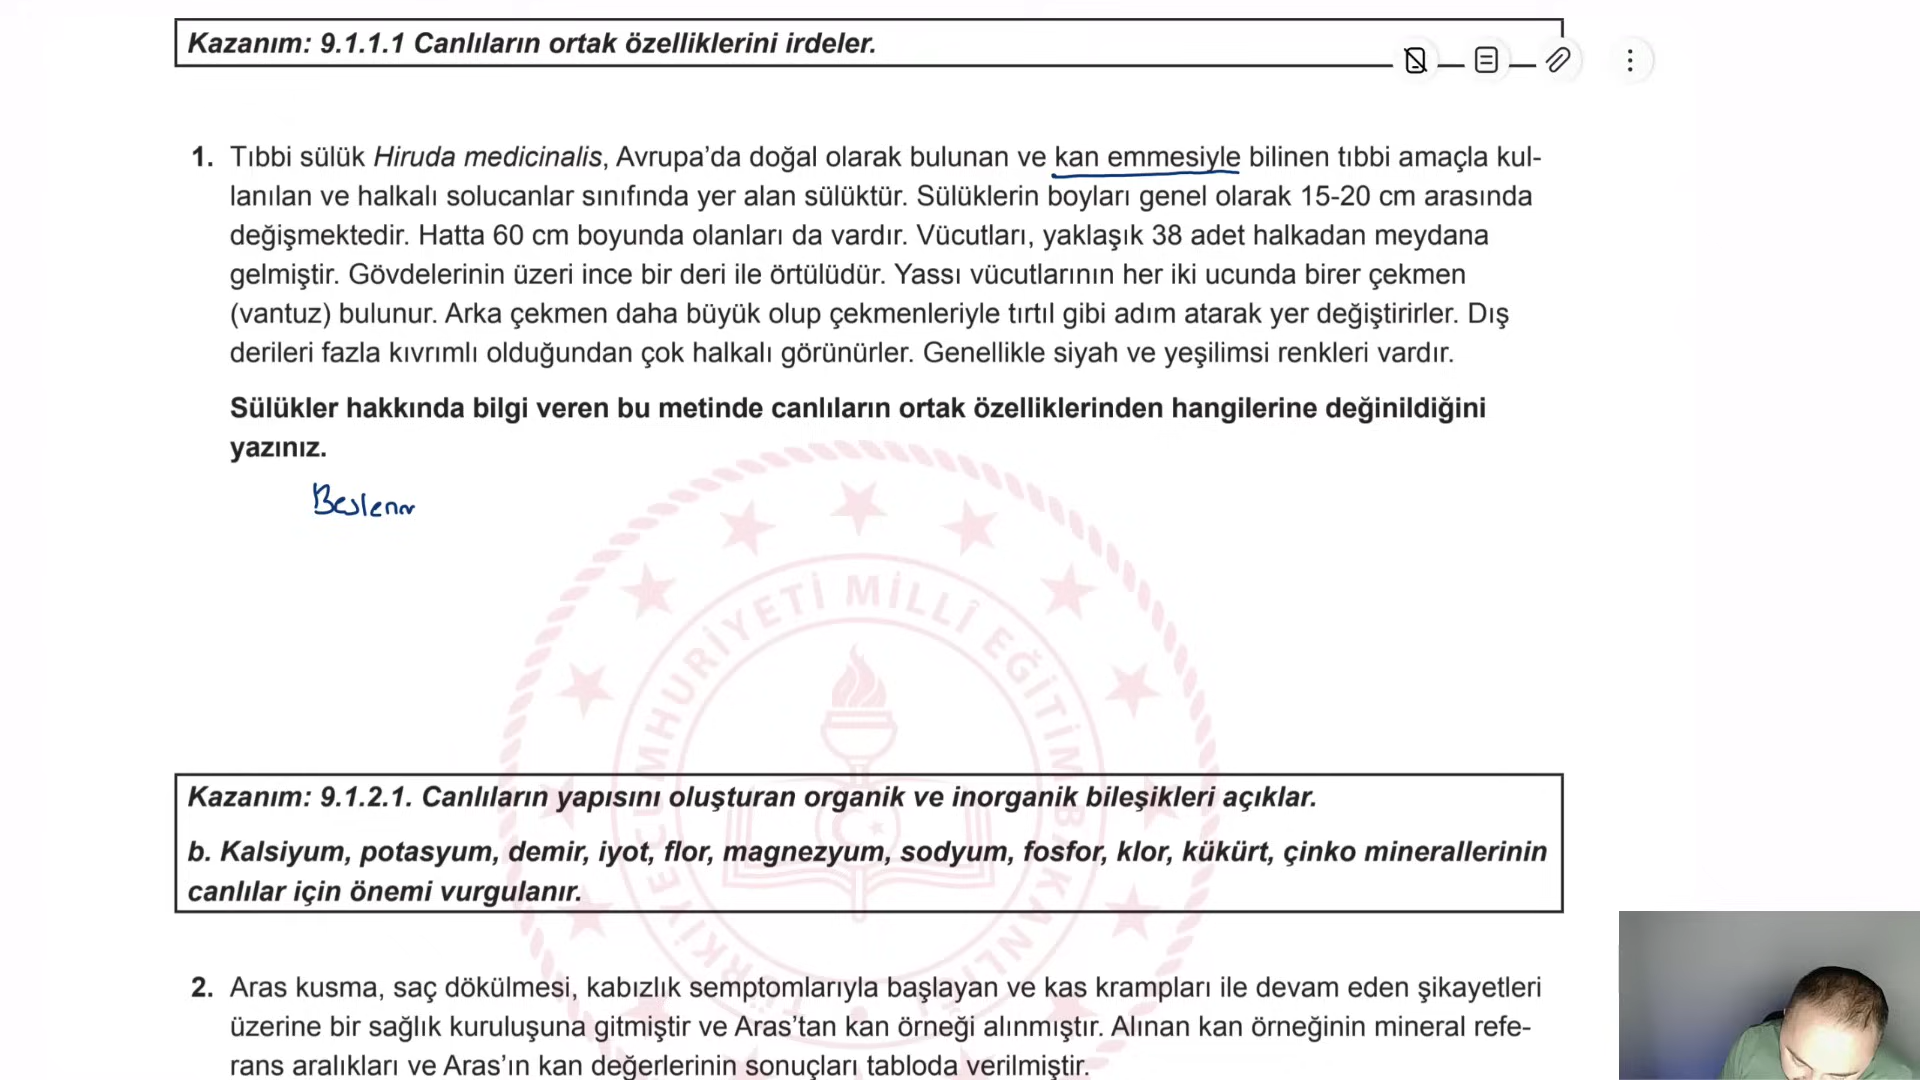 Kazanım: 9.1.1.1 Canlıların ortak özelliklerini irdeler.
1. Tıbbi sülük Hiruda medicinalis, Avrupa’da doğal olarak bulunan ve kan emmesiyle bilinen tıbbi amaçla kul-
lanılan ve halkalı solucanlar sınıfında yer alan sülüktür. Sülüklerin boyları genel olarak 15-20 cm arasında
değişmektedir. Hatta 60 cm boyunda olanları da vardır. Vücutları, yaklaşık 38 adet halkadan meydana
gelmiştir. Gövdelerinin üzeri ince bir deri ile örtülüdür. Yassı vücutlarının her iki ucunda birer çekmen
(vantuz) bulunur. Arka çekmen daha büyük olup çekmenleriyle tırtıl gibi adım atarak yer değiştirirler. Dış
derileri fazla kıvrımlı olduğundan çok halkalı görünürler. Genellikle siyah ve yeşilimsi renkleri vardır.
Sülükler hakkında bilgi veren bu metinde canlıların ortak özelliklerinden hangilerine değinildiğini
yazınız.
TÜRKİYE CUMHURİYETİ MİLLÎ EĞİTİM BAKANLIĞI
Kazanım: 9.1.2.1. Canlıların yapısını oluşturan organik ve inorganik bileşikleri açıklar.
b. Kalsiyum, potasyum, demir, iyot, flor, magnezyum, sodyum, fosfor, klor, kükürt, çinko minerallerinin
canlılar için önemi vurgulanır.
2. Aras kusma, saç dökülmesi, kabızlık semptomlarıyla başlayan ve kas krampları ile devam eden şikayetleri
üzerine bir sağlık kuruluşuna gitmiştir ve Aras’tan kan örneği alınmıştır. Alınan kan örneğinin mineral refe-
rans aralıkları ve Aras’ın kan değerlerinin sonuçları tabloda verilmiştir.